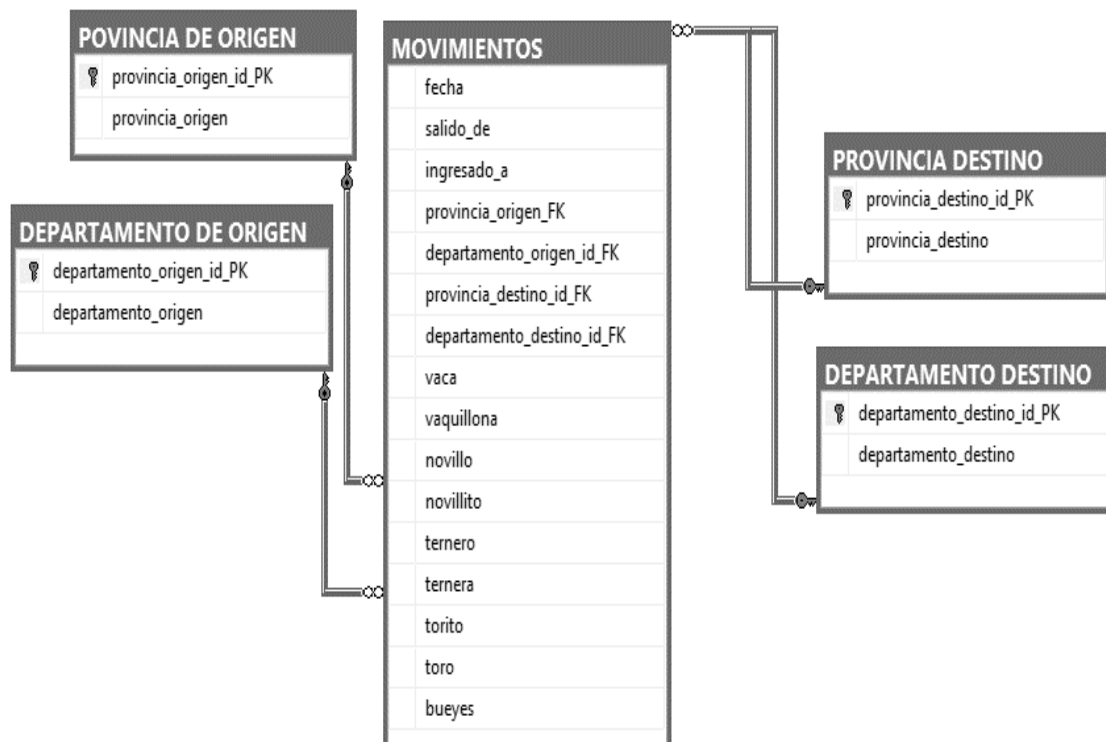 POVINCIA DE ORIGEN
provincia_origen_id_PK
provincia_origen
DEPARTAMENTO DE ORIGEN
departamento_origen_id_PK
departamento_origen
MOVIMIENTOS
fecha
salido_de
ingresado_a
provincia_origen_FK
departamento_origen_id_FK
provincia_destino_id_FK
departamento_destino_id_FK
vaca
vaquillona
novillo
novillito
ternero
ternera
torito
toro
bueyes
PROVINCIA DESTINO
provincia_destino_id_PK
provincia_destino
DEPARTAMENTO DESTINO
departamento_destino_id_PK
departamento_destino